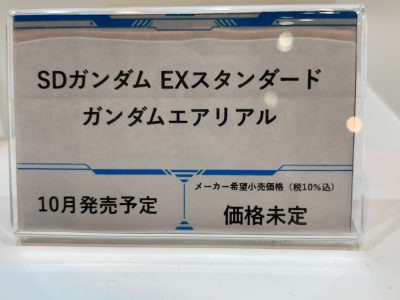 SDガンダム EXスタンダード
ガンダムエアリアル
10月発売予定
メーカー希望小売価格（税10%込）
価格未定